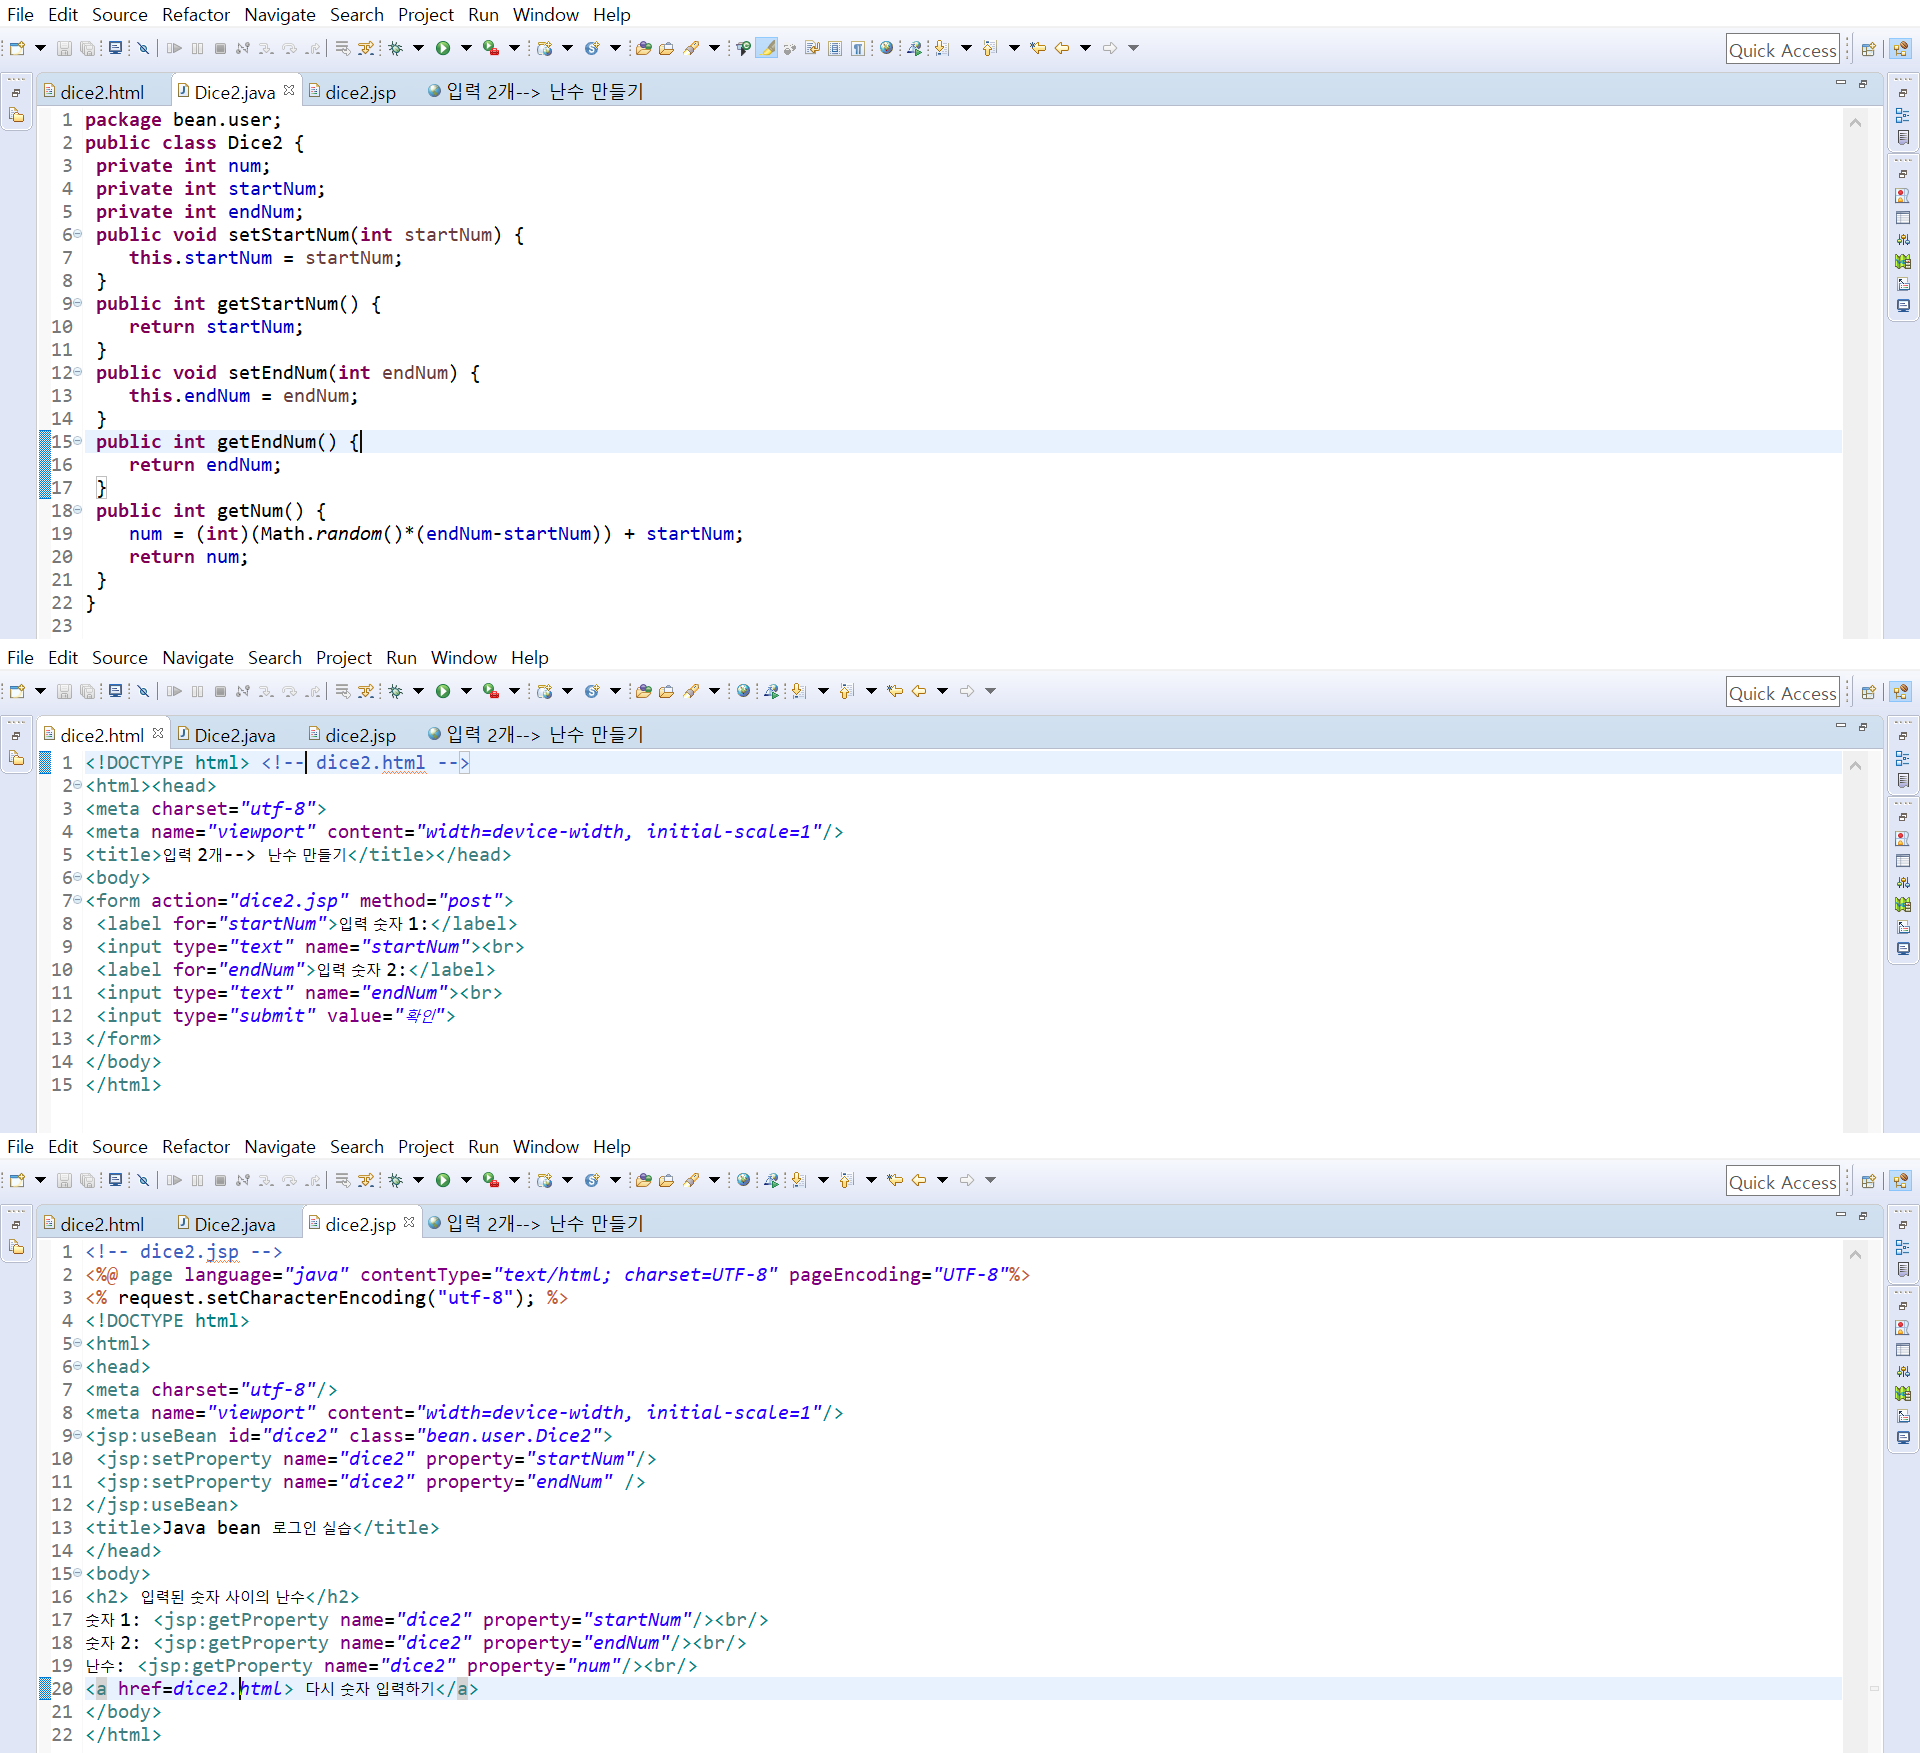 File Edit Source Refactor Navigate Search Project Run Window Help
Quick Access
dice2.html Dice2.java dice2.jsp 입력 2개--> 난수 만들기
1 package bean.user;
2 public class Dice2 {
3 private int num;
4 private int startNum;
5 private int endNum;
6 public void setStartNum(int startNum) {
7 this.startNum = startNum;
8 }
9 public int getStartNum() {
10 return startNum;
11 }
12 public void setEndNum(int endNum) {
13 this.endNum = endNum;
14 }
15 public int getEndNum() {
16 return endNum;
17 }
18 public int getNum() {
19 num = (int)(Math.random()*(endNum-startNum)) + startNum;
20 return num;
21 }
22 }
23
File Edit Source Navigate Search Project Run Window Help
Quick Access
dice2.html Dice2.java dice2.jsp 입력 2개--> 난수 만들기
1 <!DOCTYPE html> <!-- dice2.html -->
2 <html><head>
3 <meta charset="utf-8">
4 <meta name="viewport" content="width=device-width, initial-scale=1"/>
5 <title>입력 2개--> 난수 만들기</title></head>
6 <body>
7 <form action="dice2.jsp" method="post">
8 <label for="startNum">입력 숫자 1:</label>
9 <input type="text" name="startNum"><br>
10 <label for="endNum">입력 숫자 2:</label>
11 <input type="text" name="endNum"><br>
12 <input type="submit" value="확인">
13 </form>
14 </body>
15 </html>
File Edit Source Refactor Navigate Search Project Run Window Help
Quick Access
dice2.html Dice2.java dice2.jsp 입력 2개--> 난수 만들기
1 <!-- dice2.jsp -->
2 <%@ page language="java" contentType="text/html; charset=UTF-8" pageEncoding="UTF-8"%>
3 <% request.setCharacterEncoding("utf-8"); %>
4 <!DOCTYPE html>
5 <html>
6 <head>
7 <meta charset="utf-8"/>
8 <meta name="viewport" content="width=device-width, initial-scale=1"/>
9 <jsp:useBean id="dice2" class="bean.user.Dice2">
10 <jsp:setProperty name="dice2" property="startNum"/>
11 <jsp:setProperty name="dice2" property="endNum" />
12 </jsp:useBean>
13 <title>Java bean 로그인 실습</title>
14 </head>
15 <body>
16 <h2> 입력된 숫자 사이의 난수</h2>
17 숫자 1: <jsp:getProperty name="dice2" property="startNum"/><br/>
18 숫자 2: <jsp:getProperty name="dice2" property="endNum"/><br/>
19 난수: <jsp:getProperty name="dice2" property="num"/><br/>
20 <a href=dice2.html> 다시 숫자 입력하기</a>
21 </body>
22 </html>